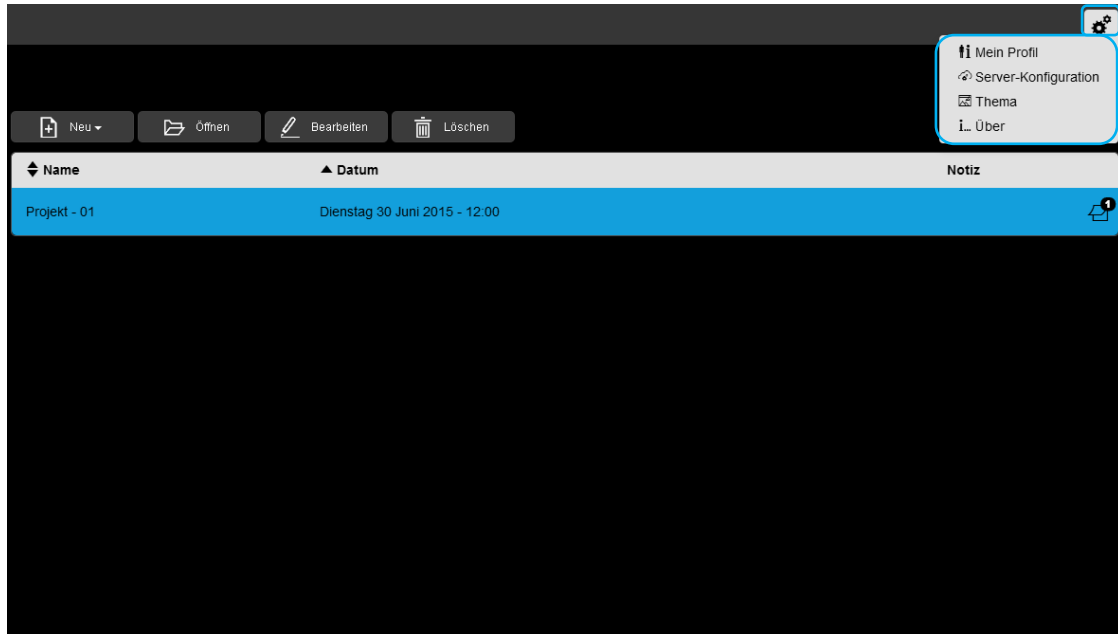 Mein Profil
Server-Konfiguration
Thema
i... Über
Neu Öffnen Bearbeiten Löschen
Name Datum Notiz
Projekt - 01 Dienstag 30 Juni 2015 - 12:00 1